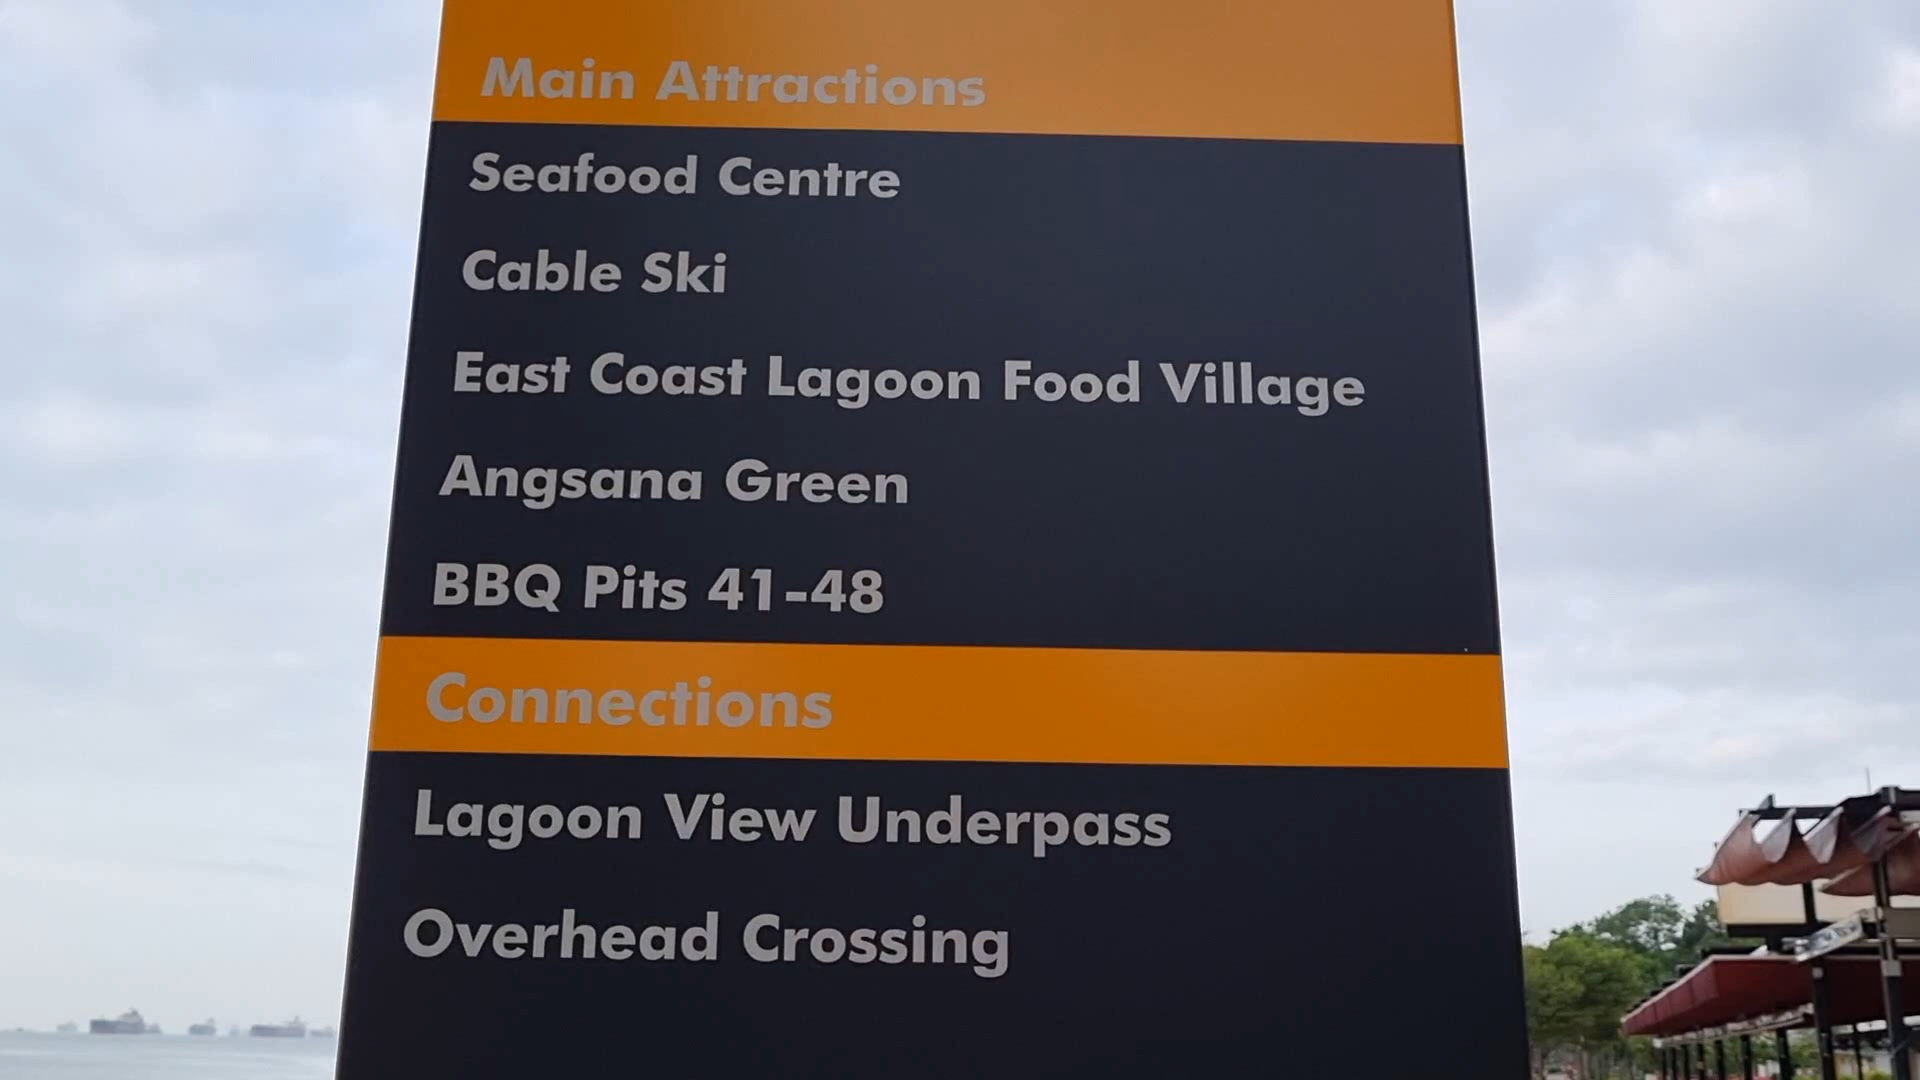 Main Attractions
Seafood Centre
Cable Ski
East Coast Lagoon Food Village
Angsana Green
BBQ Pits 41-48
Connections
Lagoon View Underpass
Overhead Crossing